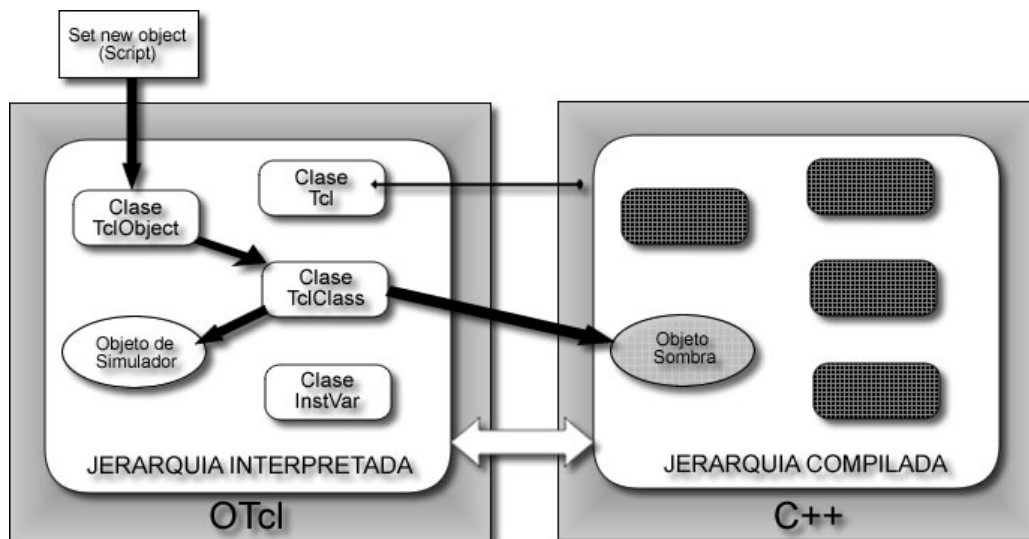 Set new object
(Script)
Clase
Tcl
Clase
TclObject
Clase
TclClass
Objeto de
Simulador
Clase
InstVar
JERARQUIA INTERPRETADA
OTcl
Objeto
Sombra
JERARQUIA COMPILADA
C++